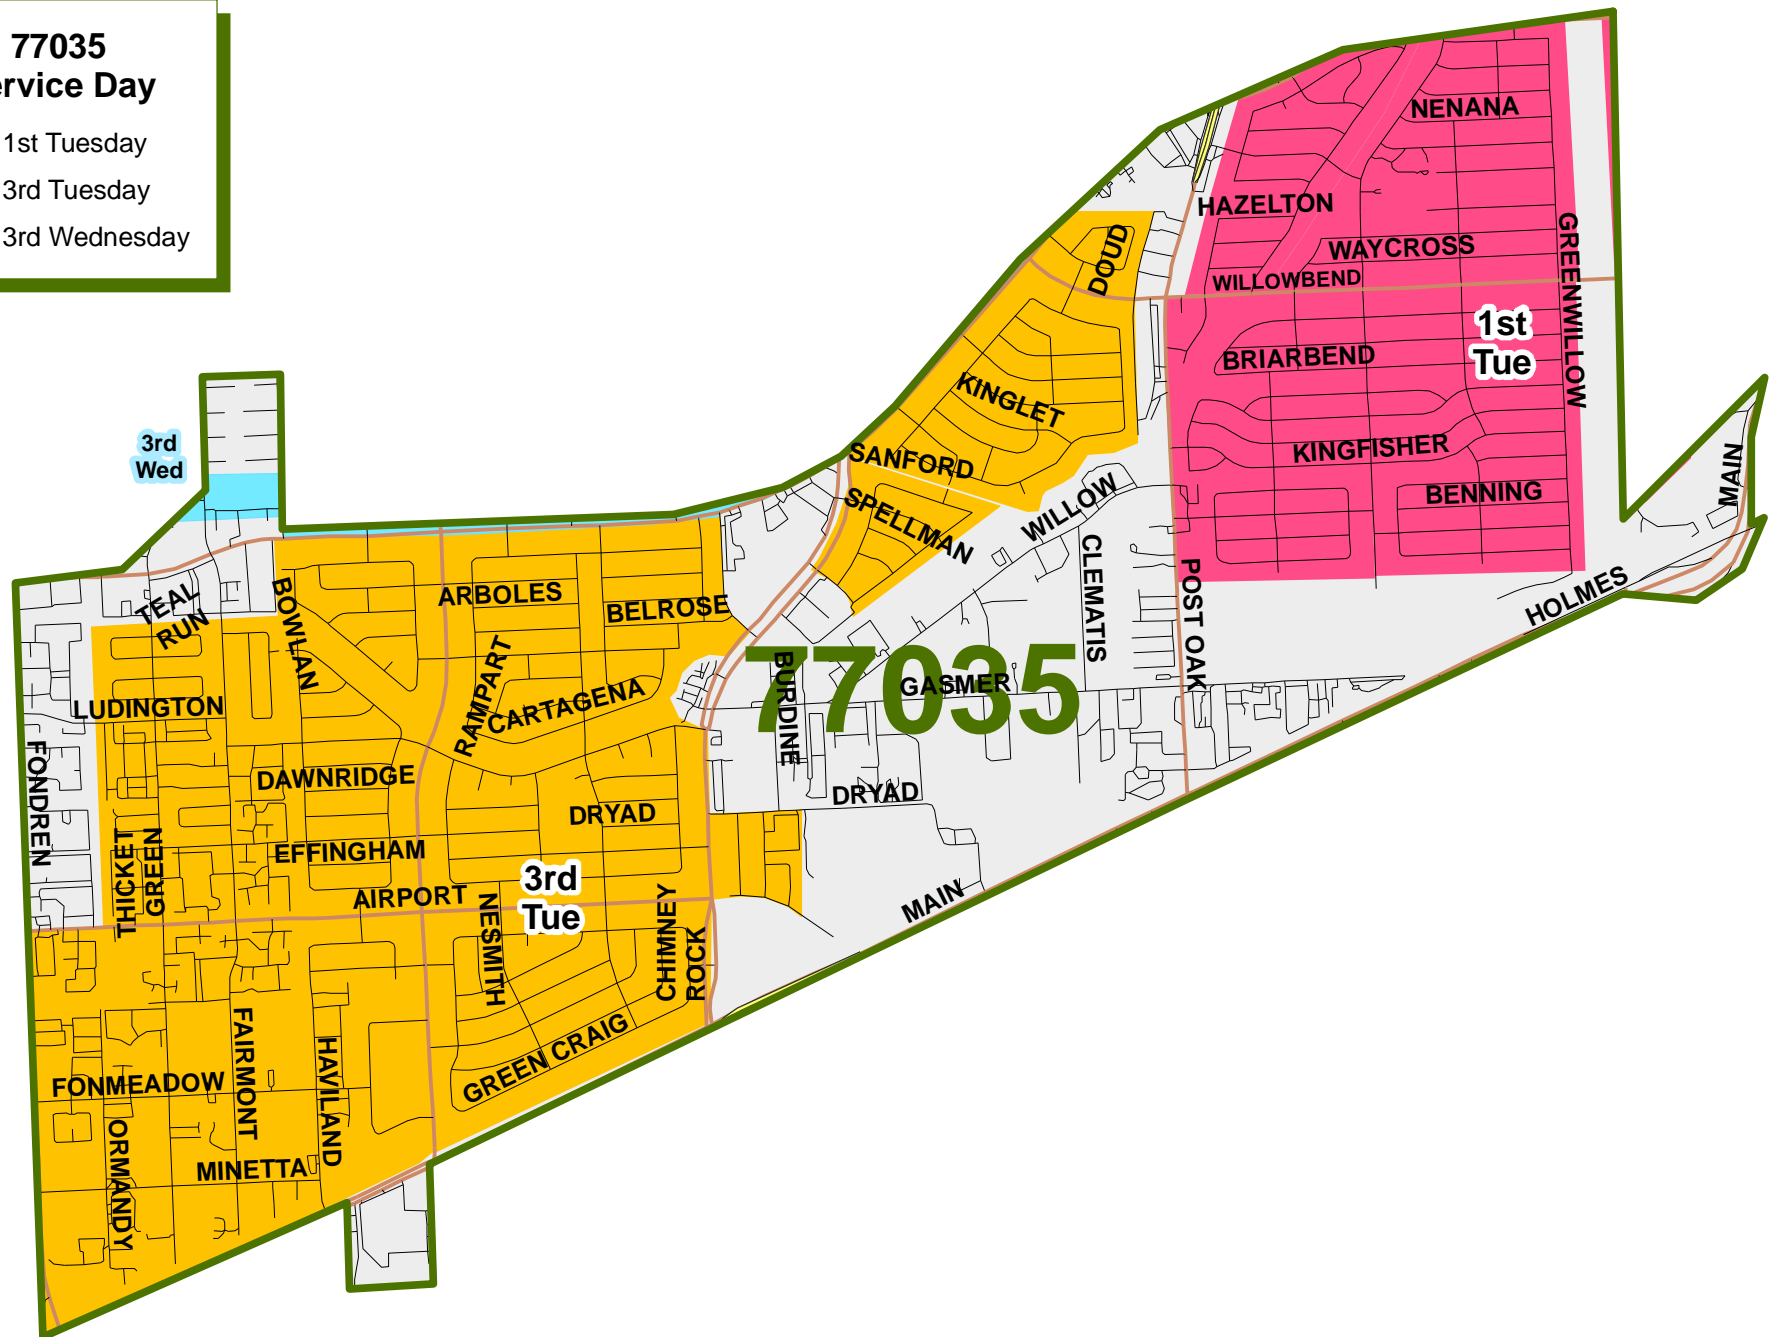 77035
ervice Day
1st Tuesday
3rd Tuesday
3rd Wednesday
NENANA
HAZELTON
WAYCROSS
WILLOWBEND
GREENWILLOW
DOUD
1st
Tue
BRIARBEND
KINGLET
KINGFISHER
BENNING
3rd
Wed
SANFORD
SPELLMAN
WILLOW
MAIN
CLEMATIS
POST OAK
HOLMES
TEAL
RUN
BOWLAN
ARBOLES
BELROSE
RAMPART
CARTAGENA
BURDINE
77035
GASMER
LUDINGTON
FONDREN
DAWNRIDGE
DRYAD
DRYAD
THICKET
GREEN
EFFINGHAM
AIRPORT
3rd
Tue
NESMITH
CHIMNEY
ROCK
MAIN
FAIRMONT
HAVILAND
GREEN CRAIG
FONMEADOW
ORMANDY
MINETTA